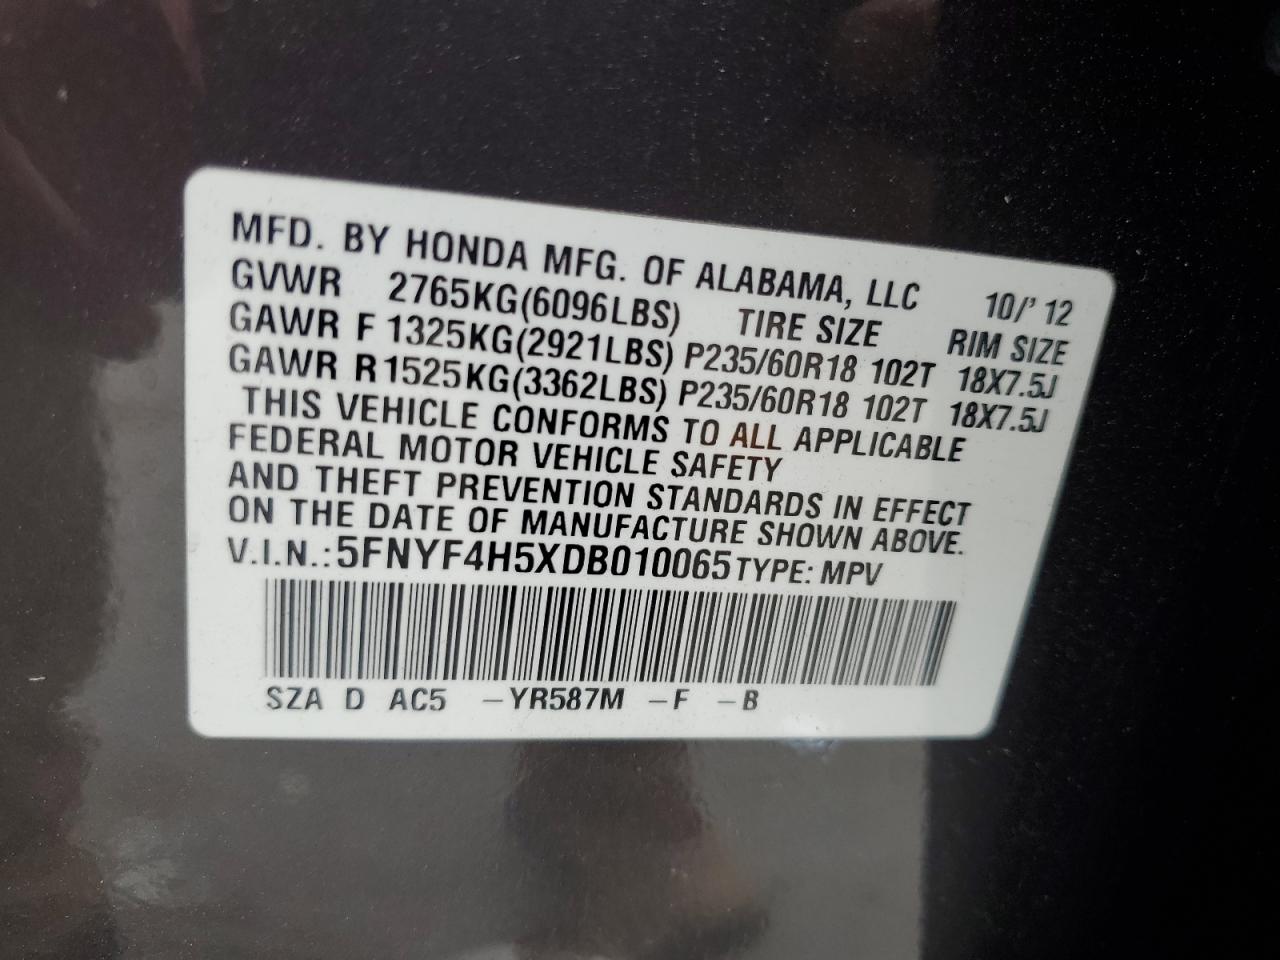 MFD. BY HONDA MFG. OF ALABAMA, LLC 10/'12
GVWR 2765KG(6096LBS) TIRE SIZE RIM SIZE
GAWR F 1325KG(2921LBS) P235/60R18 102T 18X7.5J
GAWR R 1525KG(3362LBS) P235/60R18 102T 18X7.5J
THIS VEHICLE CONFORMS TO ALL APPLICABLE
FEDERAL MOTOR VEHICLE SAFETY
AND THEFT PREVENTION STANDARDS IN EFFECT
ON THE DATE OF MANUFACTURE SHOWN ABOVE.
V.I.N.: 5FNYF4H5XDB010065 TYPE: MPV
SZA D AC5 -YR587M -F -B